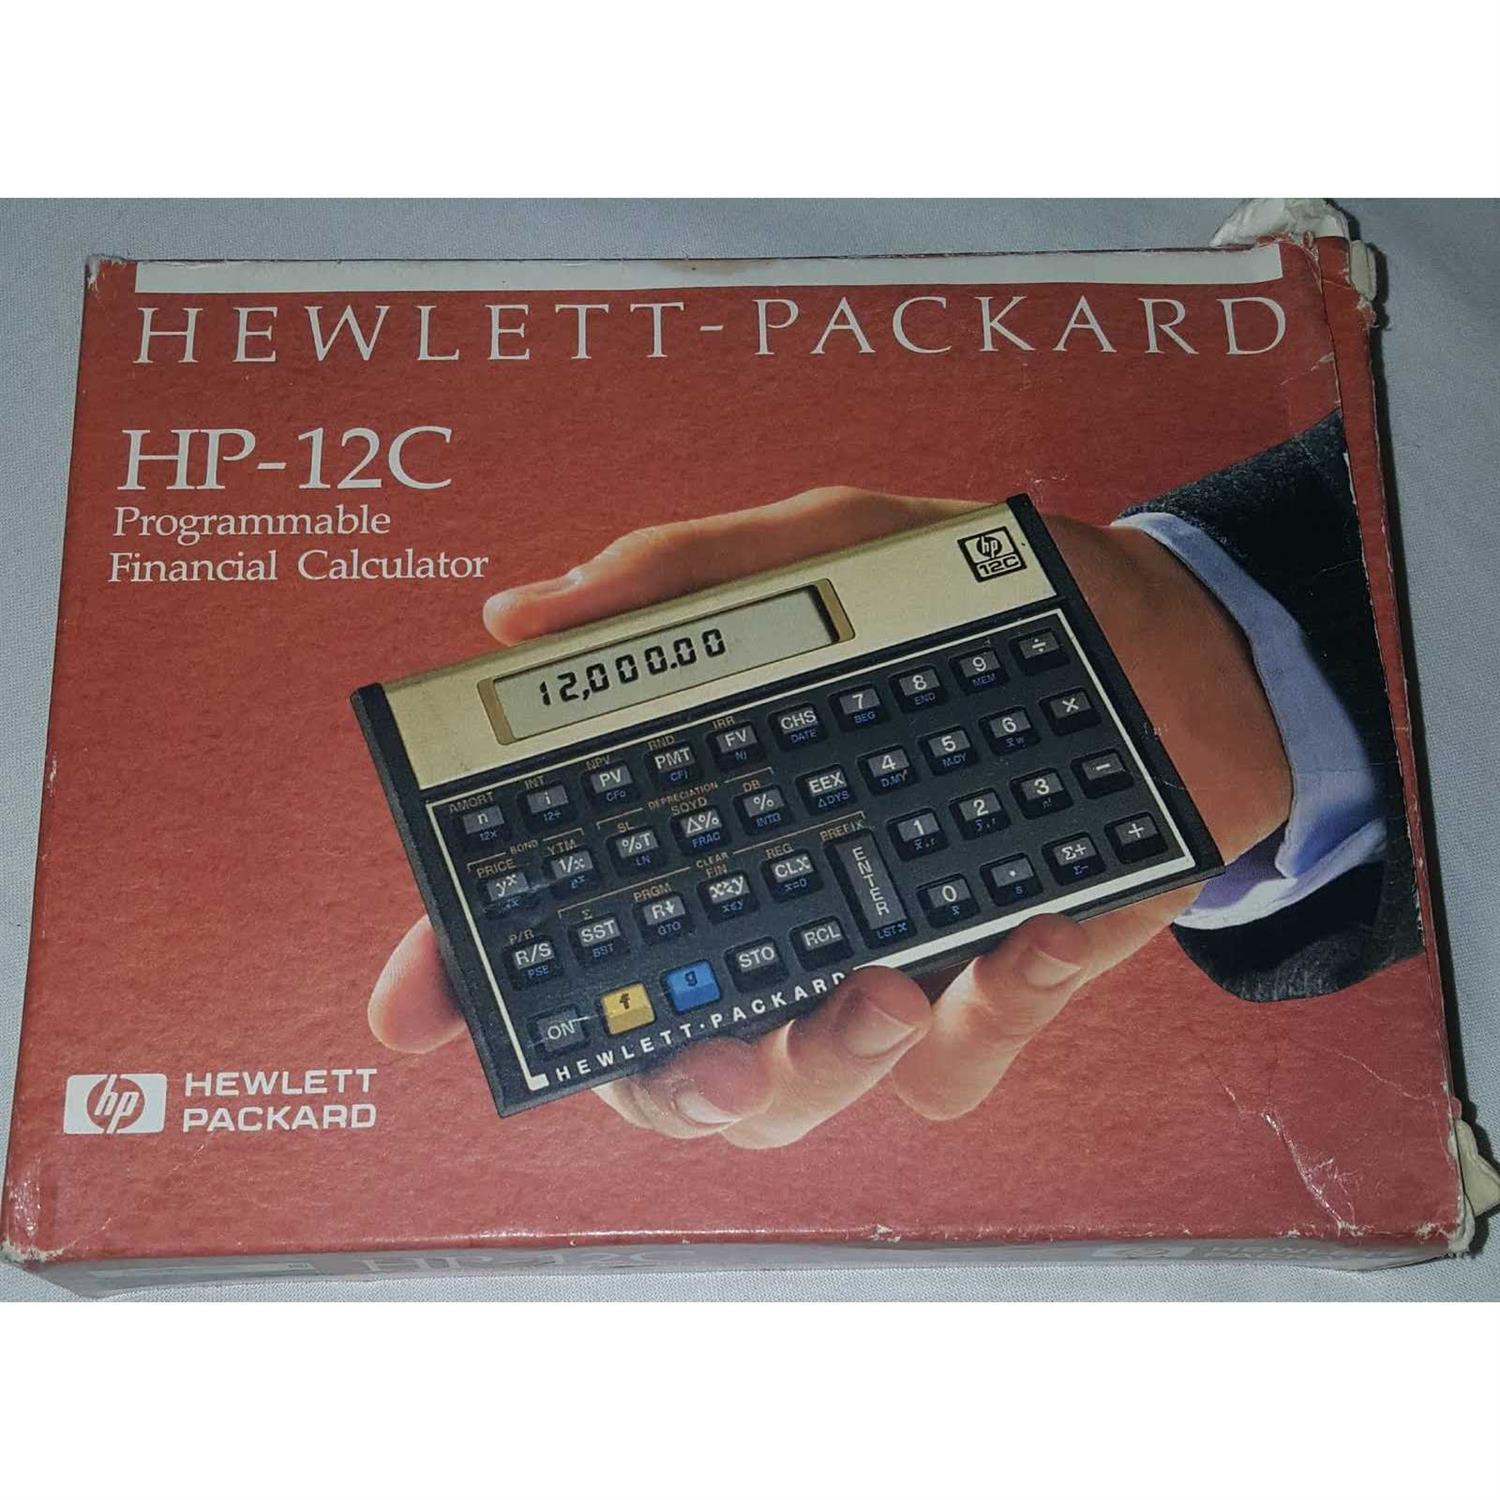 HEWLETT-PACKARD
HP-12C
Programmable
Financial Calculator
hp
12C
12,000.00
AMORT INT NPV RND IRR
n i PV PMT FV CHS 7 8 9 ÷
12x 12÷ CFo CFj Nj DATE BEG END MEM
BOND DEPRECIATION
PRICE YTM SL SOYD DB
yx 1/x %T Δ% % EEX 4 5 6 x
ex LN FRAC INTG ΔDYS D.MY M.DY x̄w
CLEAR
P/R Σ PRGM FIN REG PREFIX
R/S SST R↓ x≷y CLX ENTER 1 2 3 −
PSE BST GTO x≤y x=0 LSTX x̂,r ŷ,r n!
ON f g STO RCL 0 . Σ+ +
x̄ s Σ−
HEWLETT·PACKARD
hp HEWLETT
PACKARD
HP-12C